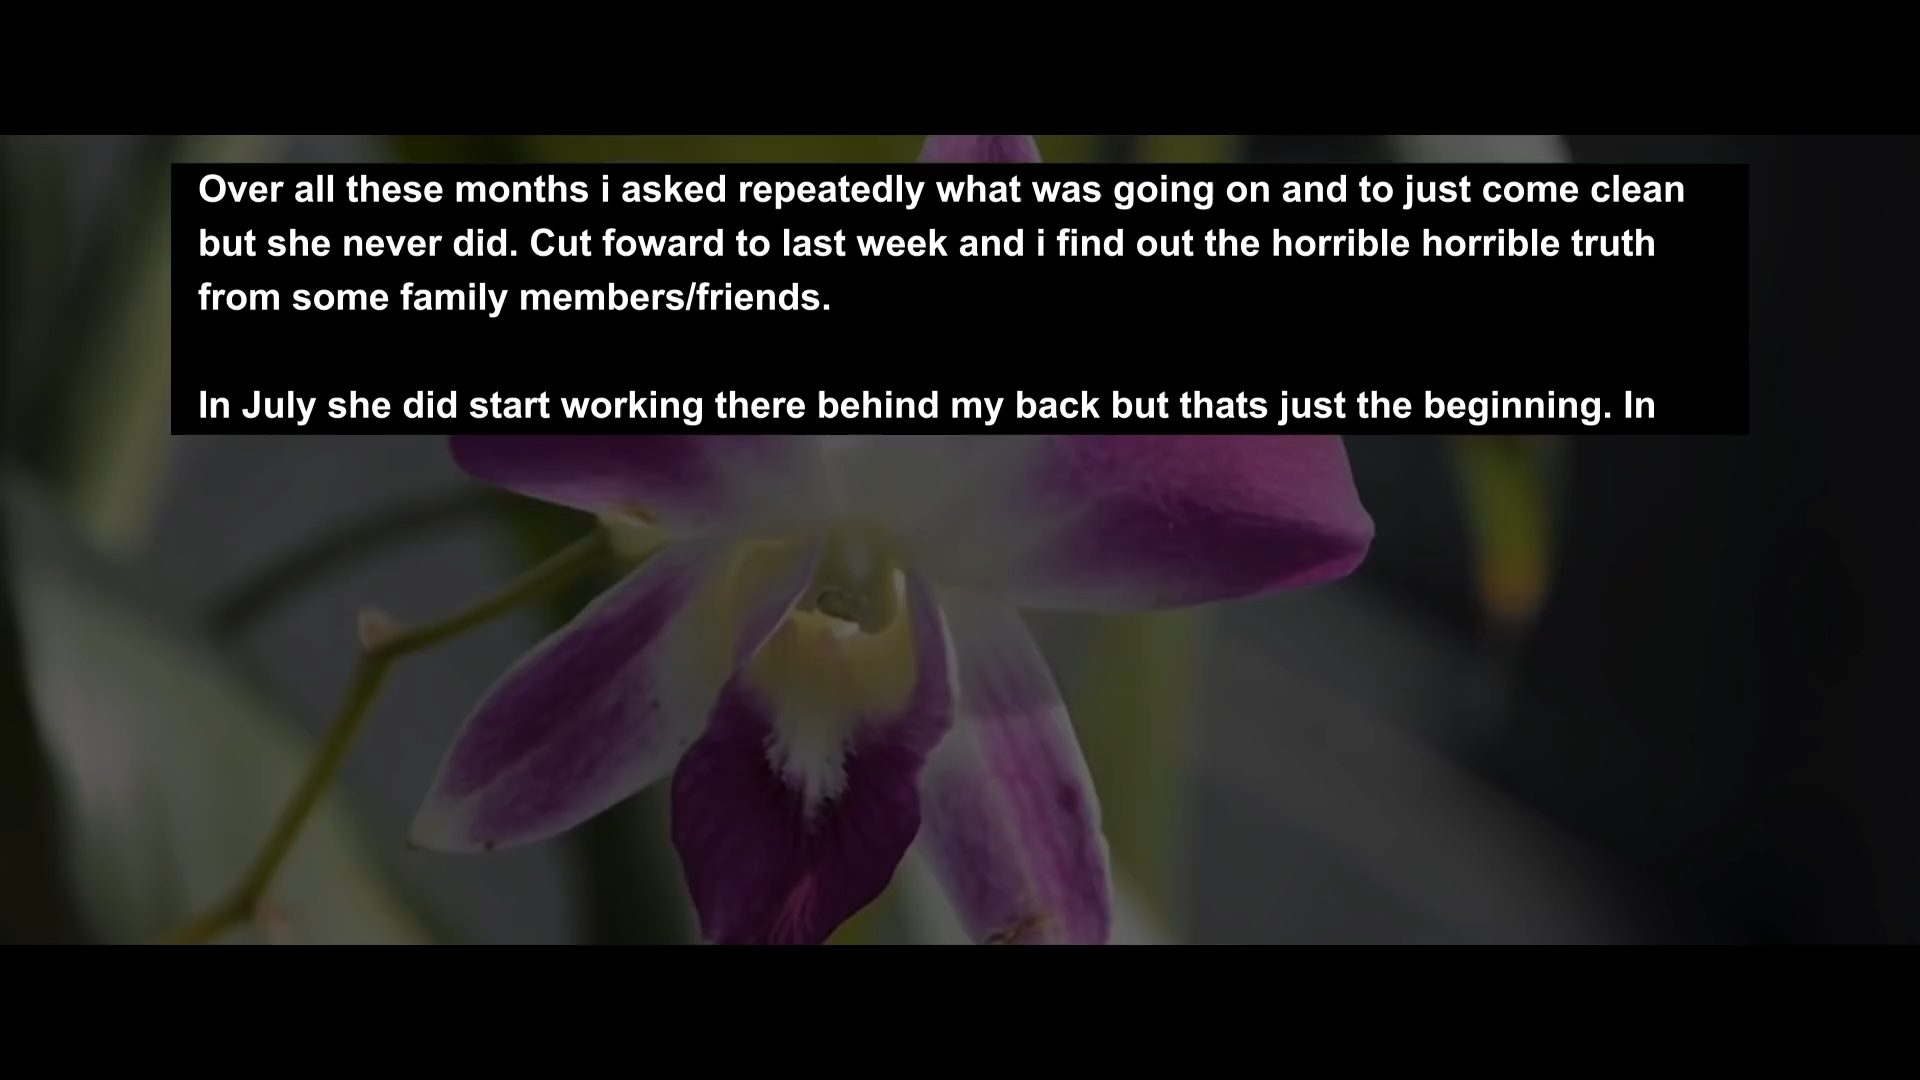 Over all these months i asked repeatedly what was going on and to just come clean
but she never did. Cut foward to last week and i find out the horrible horrible truth
from some family members/friends.
In July she did start working there behind my back but thats just the beginning. In